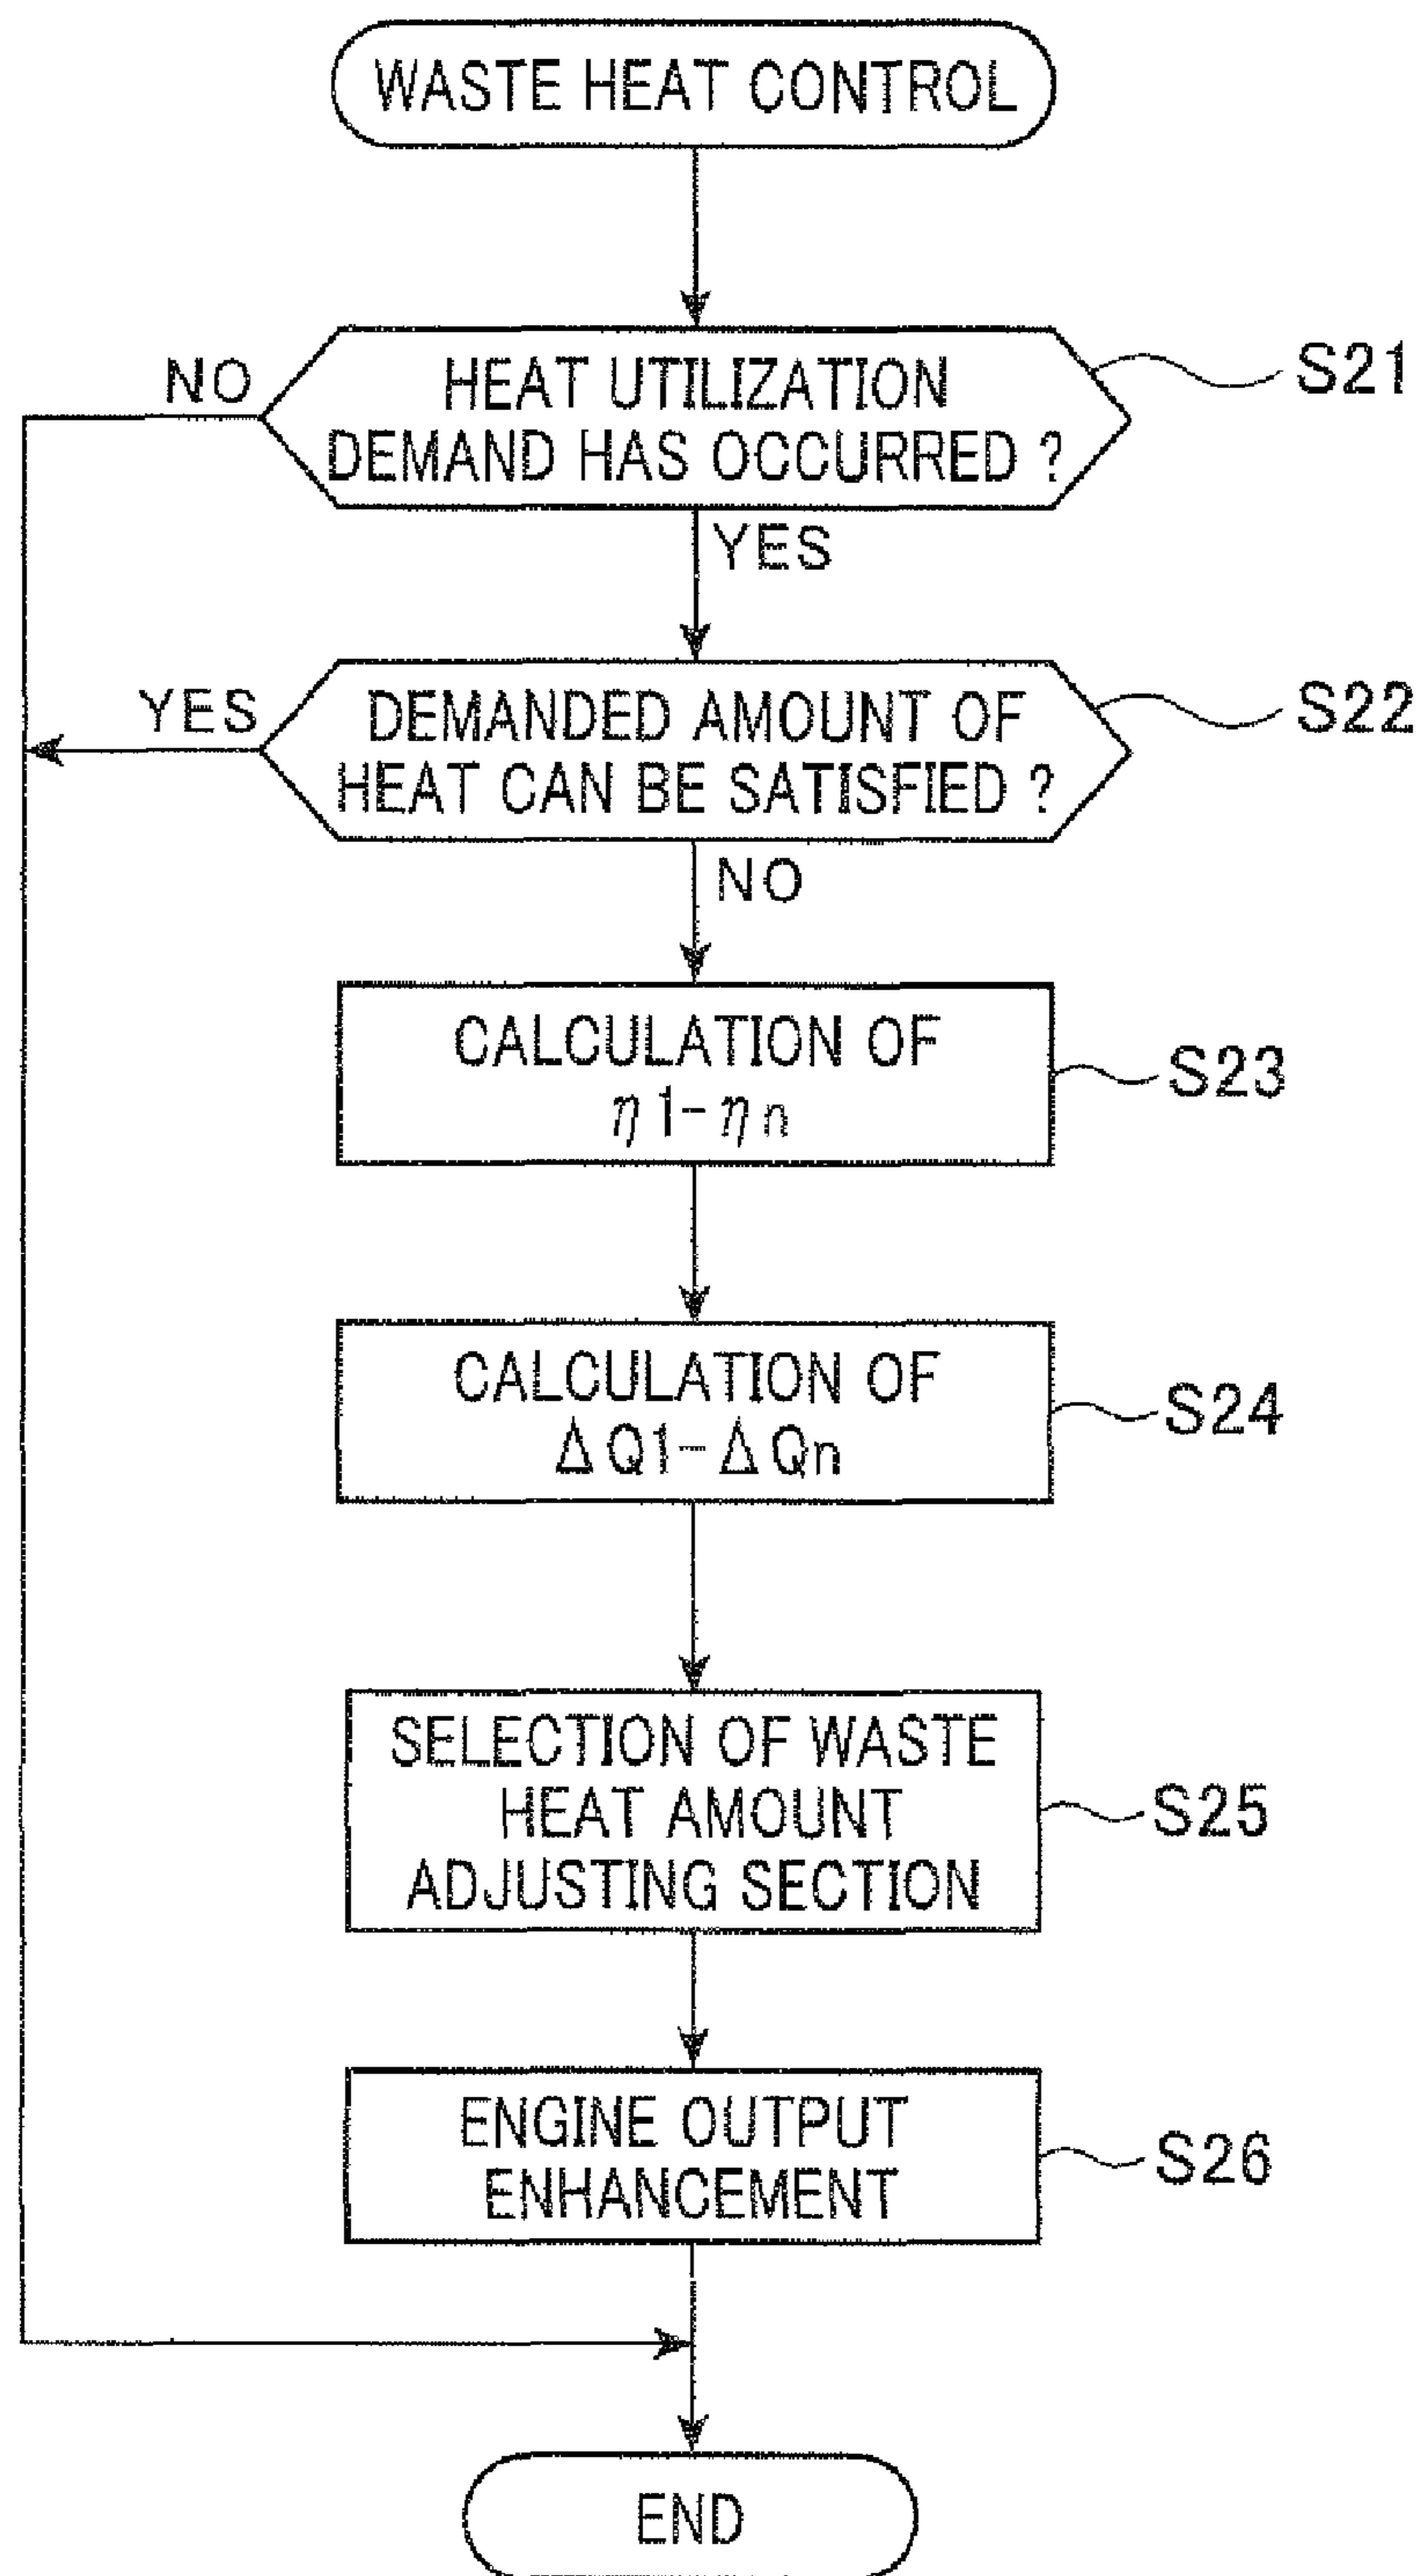 WASTE HEAT CONTROL
NO
HEAT UTILIZATION
DEMAND HAS OCCURRED ?
S21
YES
YES
DEMANDED AMOUNT OF
HEAT CAN BE SATISFIED ?
S22
NO
CALCULATION OF
η1-ηn
S23
CALCULATION OF
ΔQ1-ΔQn
S24
SELECTION OF WASTE
HEAT AMOUNT
ADJUSTING SECTION
S25
ENGINE OUTPUT
ENHANCEMENT
S26
END